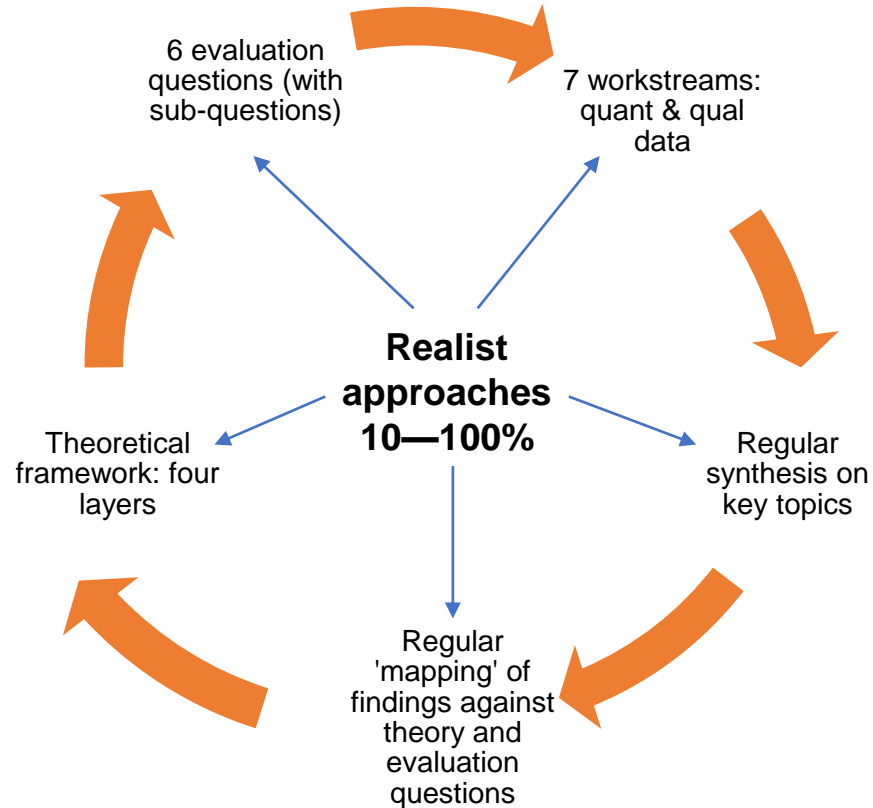 6 evaluation
questions (with
sub-questions)
7 workstreams:
quant & qual
data
Realist
approaches
10—100%
Theoretical
framework: four
layers
Regular
synthesis on
key topics
Regular
'mapping' of
findings against
theory and
evaluation
questions